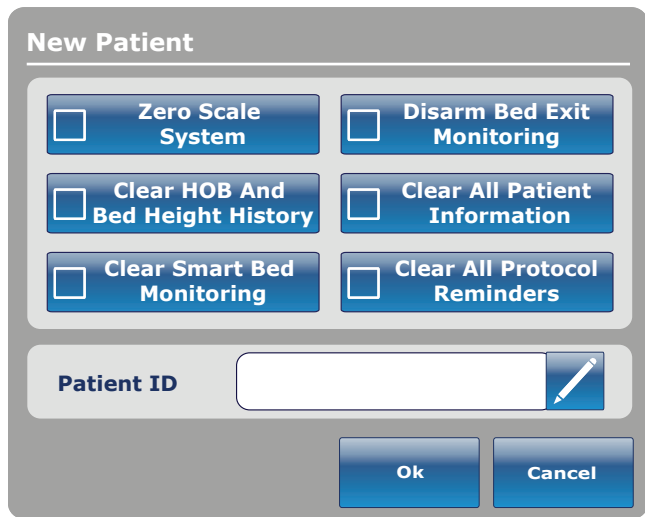 New Patient
Zero Scale
System
Disarm Bed Exit
Monitoring
Clear HOB And
Bed Height History
Clear All Patient
Information
Clear Smart Bed
Monitoring
Clear All Protocol
Reminders
Patient ID
Ok
Cancel